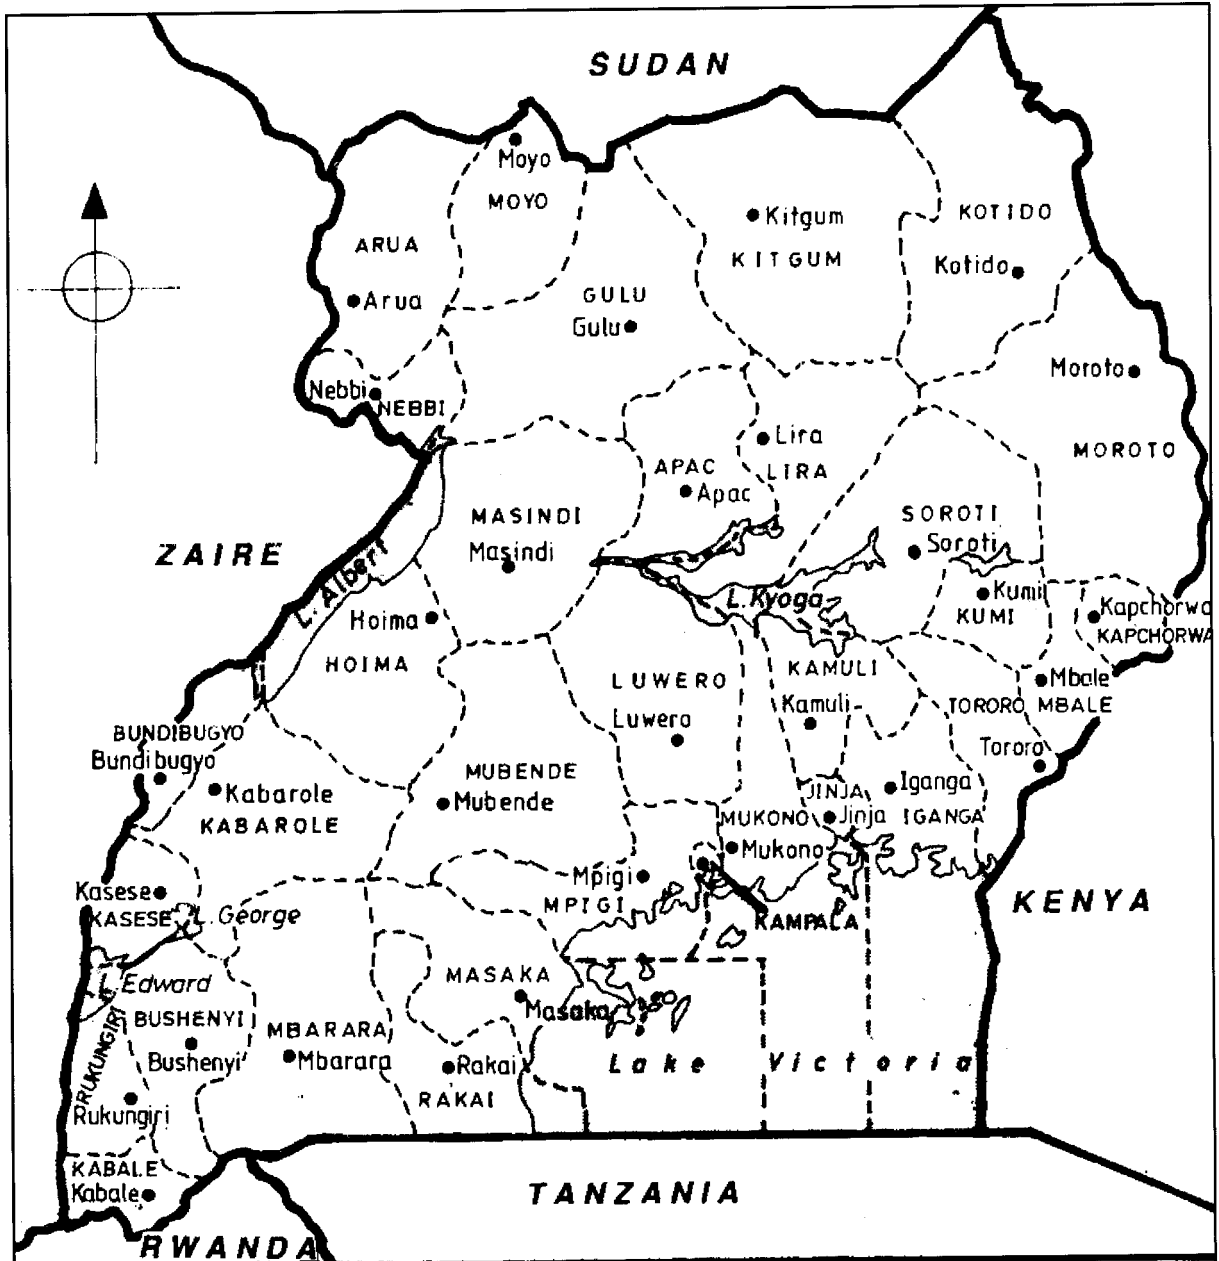 SUDAN
Moyo
MOYO
Kitgum
KITGUM
KOTIDO
Kotido
ARUA
Arua
GULU
Gulu
Moroto
MOROTO
Nebbi
NEBBI
Lira
LIRA
APAC
Apac
MASINDI
Masindi
SOROTI
Soroti
ZAIRE
L. Albert
L. Kyoga
Kumi
KUMI
Kapchorwa
KAPCHORWA
Hoima
HOIMA
KAMULI
Kamuli
LUWERO
Luwero
Mbale
TORORO MBALE
Tororo
BUNDIBUGYO
Bundibugyo
Kabarole
KABAROLE
MUBENDE
Mubende
JINJA
Jinja
Iganga
IGANGA
MUKONO
Mukono
Mpigi
MPIGI
KAMPALA
KENYA
Kasese
KASESE
L. George
L. Edward
RUKUNGIRI
Rukungiri
BUSHENYI
Bushenyi
MBARARA
Mbarara
MASAKA
Masaka
Rakai
RAKAI
Lake Victoria
KABALE
Kabale
TANZANIA
RWANDA